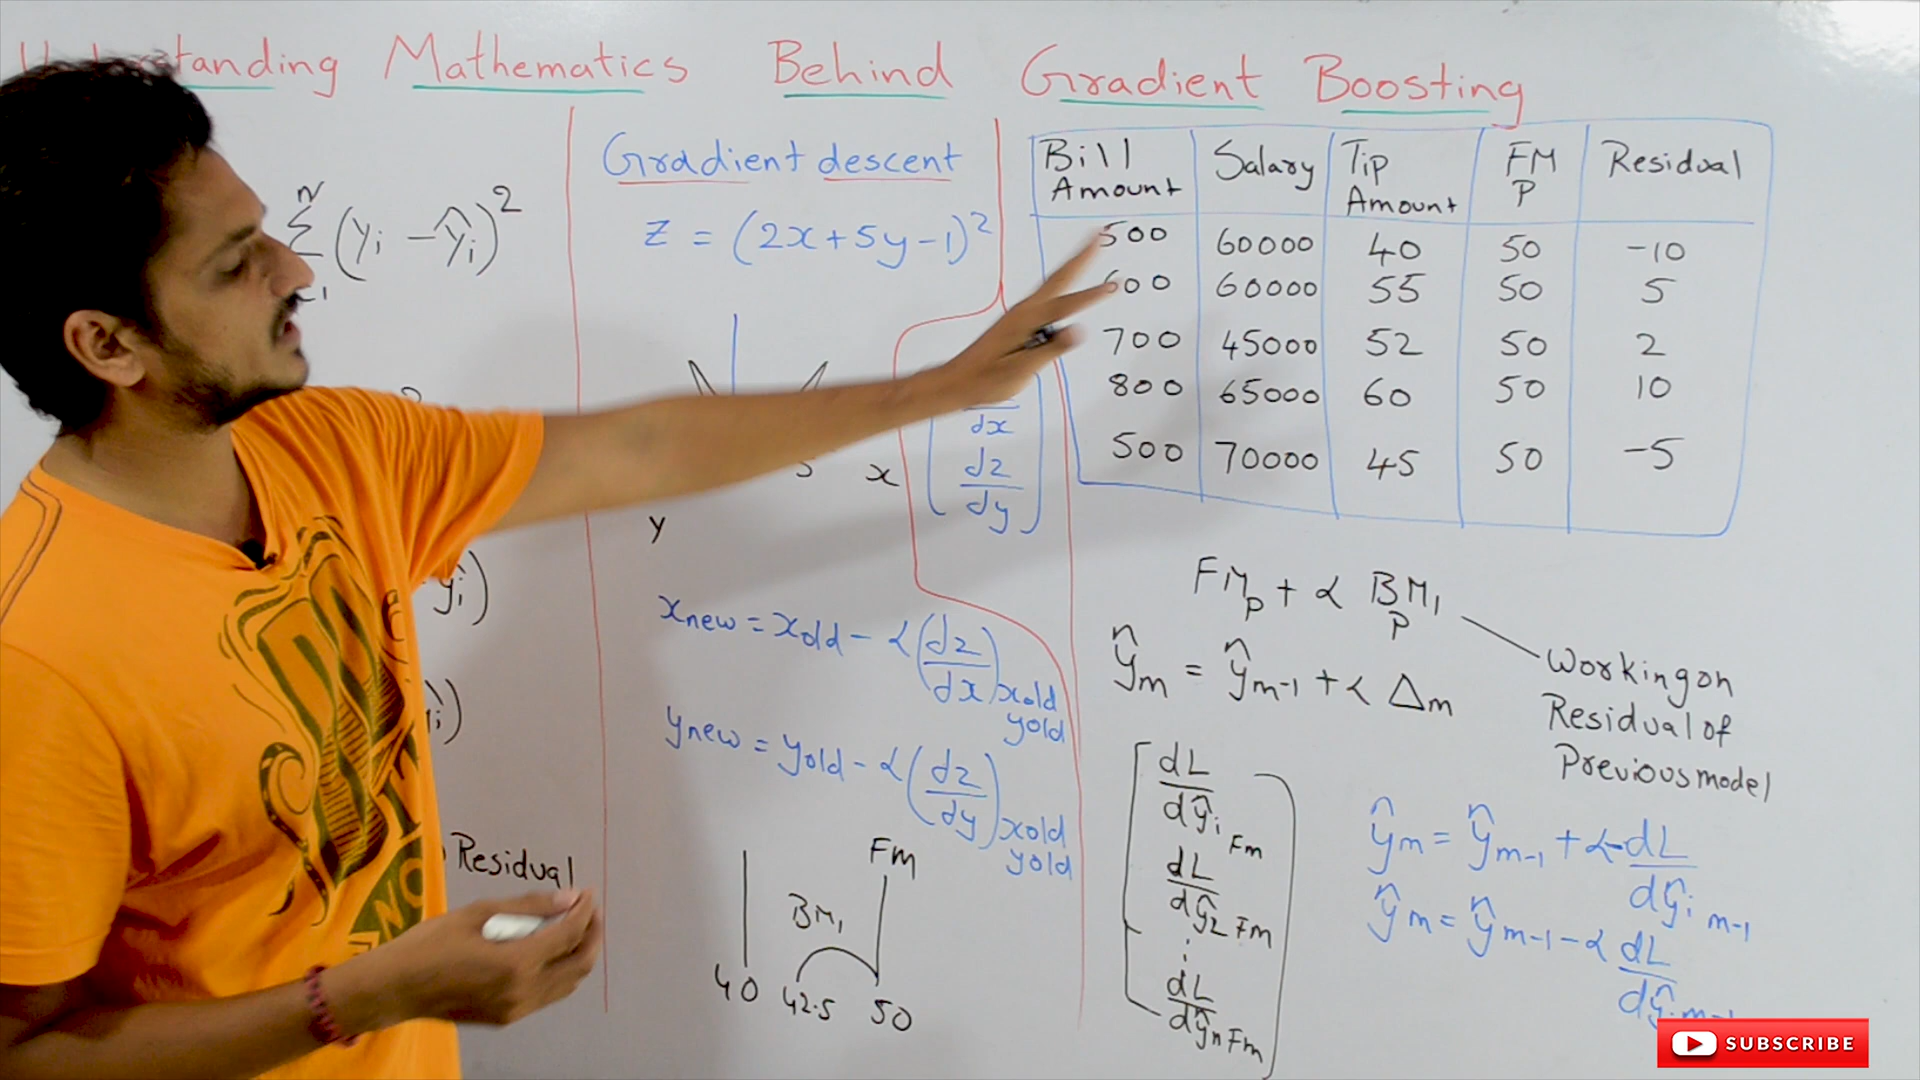 Understanding Mathematics Behind Gradient Boosting
N
Σ (yi - ŷi)²
ŷi)
Residual
Gradient descent
z = (2x+5y-1)²
x
y
dx
dz
dy
xnew = xold - α (dz/dx) xold yold
ynew = yold - α (dz/dy) xold yold
Fm
BM1
40 42.5 50
Bill Amount Salary Tip Amount FM P Residual
500 60000 40 50 -10
600 60000 55 50 5
700 45000 52 50 2
800 65000 60 50 10
500 70000 45 50 -5
FMp + α BM1 P
Working on
Residual of
Previous model
ŷm = ŷm-1 + α Δm
dL/dŷi Fm
dL/dŷ2 Fm
⋮
dL/dŷn Fm
ŷm = ŷm-1 + α - dL/dŷi m-1
ŷm = ŷm-1 - α dL/dŷi m-1
SUBSCRIBE